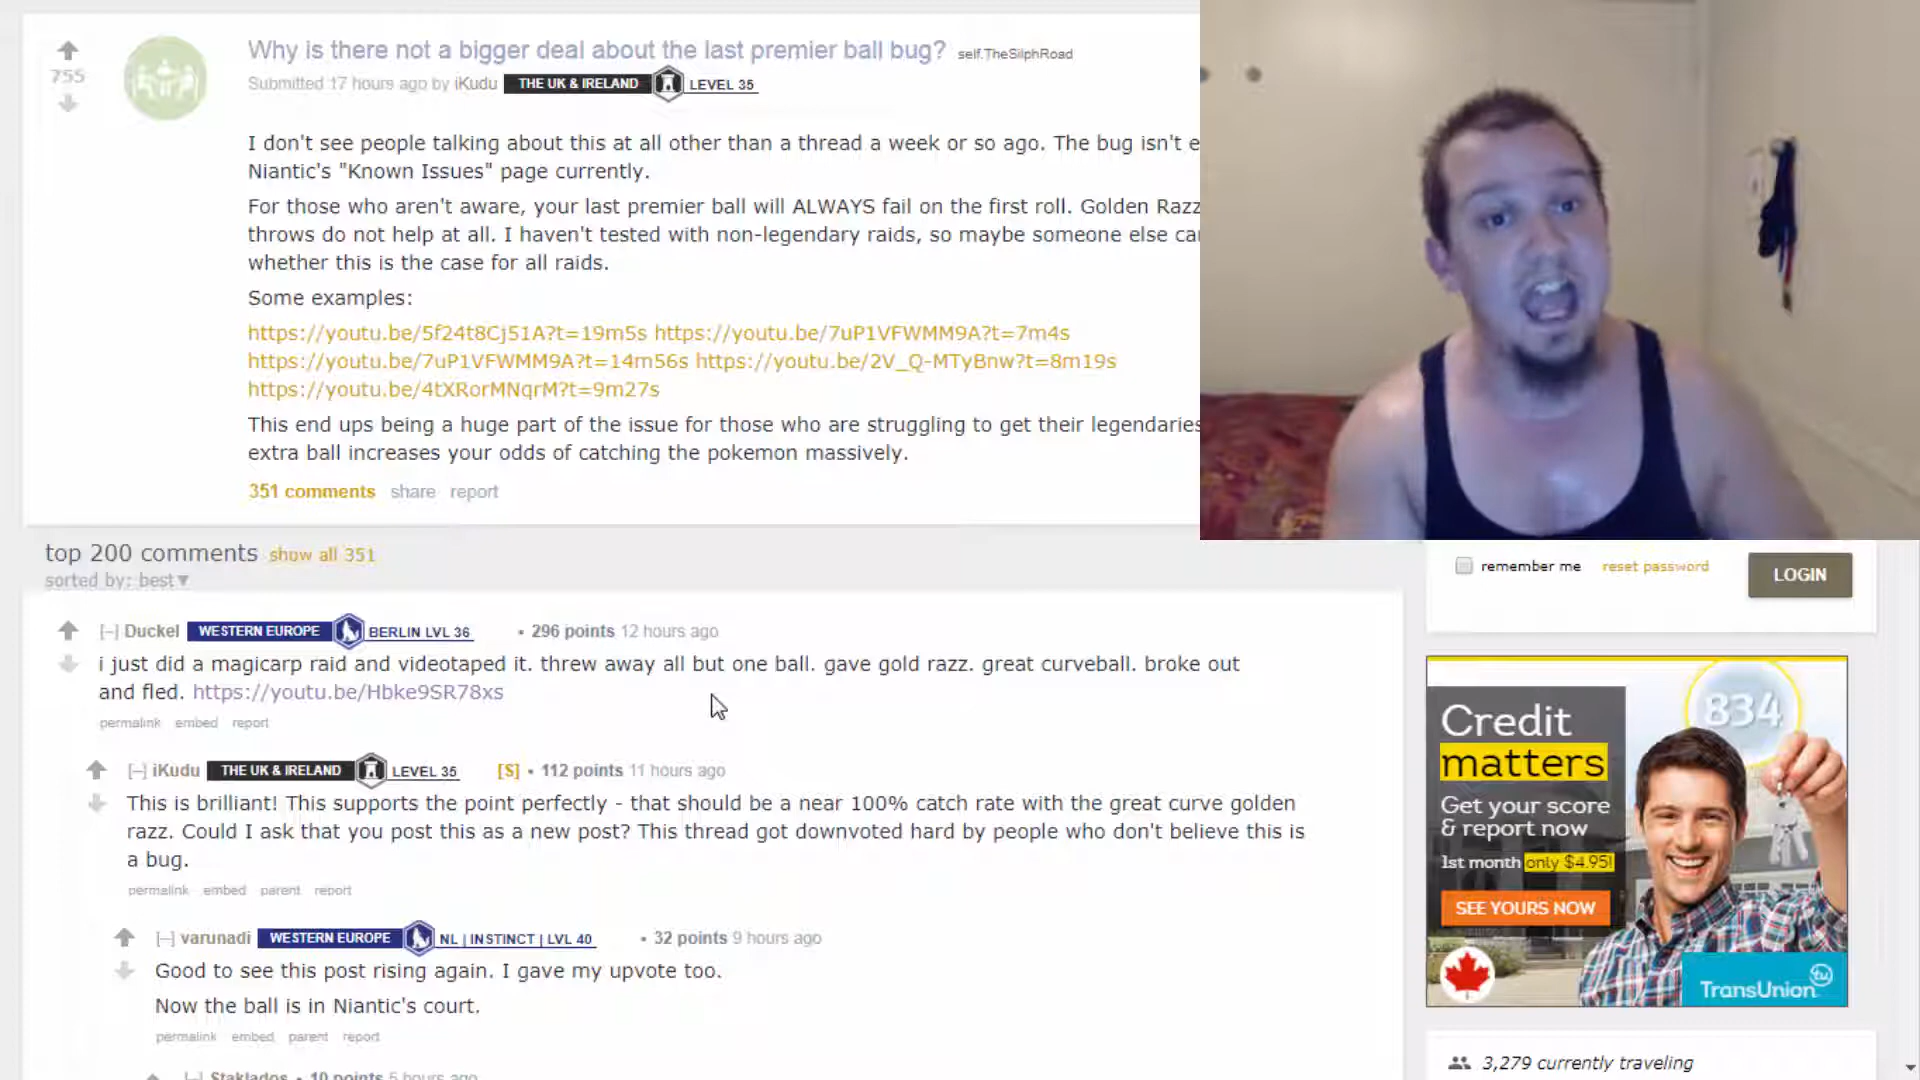 Why is there not a bigger deal about the last premier ball bug? self.TheSilphRoad
755
Submitted 17 hours ago by iKudu THE UK & IRELAND LEVEL 35
I don't see people talking about this at all other than a thread a week or so ago. The bug isn't e
Niantic's "Known Issues" page currently.
For those who aren't aware, your last premier ball will ALWAYS fail on the first roll. Golden Razz
throws do not help at all. I haven't tested with non-legendary raids, so maybe someone else ca
whether this is the case for all raids.
Some examples:
https://youtu.be/5f24t8Cj51A?t=19m5s https://youtu.be/7uP1VFWMM9A?t=7m4s
https://youtu.be/7uP1VFWMM9A?t=14m56s https://youtu.be/2V_Q-MTyBnw?t=8m19s
https://youtu.be/4tXRorMNqrM?t=9m27s
This end ups being a huge part of the issue for those who are struggling to get their legendaries
extra ball increases your odds of catching the pokemon massively.
351 comments share report
top 200 comments show all 351
sorted by: best▼
remember me reset password LOGIN
[–] Duckel WESTERN EUROPE BERLIN LVL 36 • 296 points 12 hours ago
i just did a magicarp raid and videotaped it. threw away all but one ball. gave gold razz. great curveball. broke out
and fled. https://youtu.be/Hbke9SR78xs
permalink embed report
[–] iKudu THE UK & IRELAND LEVEL 35 [S] • 112 points 11 hours ago
This is brilliant! This supports the point perfectly - that should be a near 100% catch rate with the great curve golden
razz. Could I ask that you post this as a new post? This thread got downvoted hard by people who don't believe this is
a bug.
permalink embed parent report
[–] varunadi WESTERN EUROPE NL | INSTINCT | LVL 40 • 32 points 9 hours ago
Good to see this post rising again. I gave my upvote too.
Now the ball is in Niantic's court.
permalink embed parent report
[–] Staklados • 10 points 5 hours ago
834
Credit
matters
Get your score
& report now
1st month only $4.95!
SEE YOURS NOW
tu
TransUnion
3,279 currently traveling